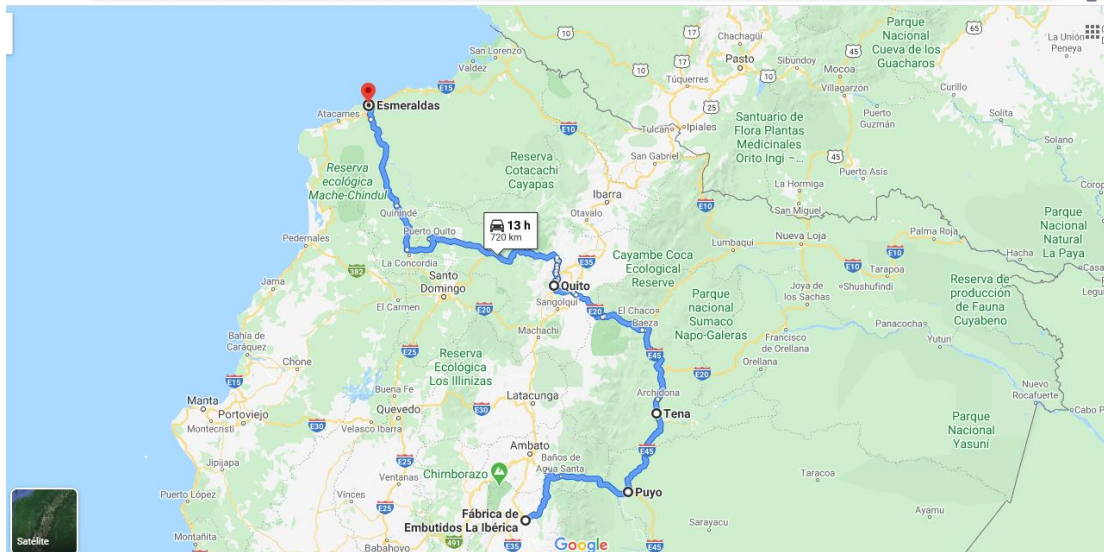 Parque
Nacional
Cueva de los
Guacharos
La Unión
Peneya
Chachagüí
Pasto
Sibundoy
Mocoa
Villagarzón
Curillo
San Lorenzo
Valdez
Túquerres
Puerto
Guzmán
Solita
Solano
Esmeraldas
Atacames
E15
E10
Tulcán
Ipiales
Santuario de
Flora Plantas
Medicinales
Orito Ingi –...
Puerto Asís
San Gabriel
Reserva
Cotacachi
Cayapas
Reserva
ecológica
Mache-Chindul
Ibarra
La Hormiga
San Miguel
Quinindé
Otavalo
13 h
720 km
Puerto Quito
Pedernales
La Concordia
Lumbaqui
Nueva Loja
Palma Roja
Hacha
Parque
Nacional
Natural
La Paya
Cayambe Coca
Ecological
Reserve
Santo
Domingo
Quito
Sangolqui
Jama
El Carmen
Machachi
El Chaco
Baeza
Parque
nacional
Sumaco
Napo-Galeras
Joya de
los Sachas
Shushufindi
Tarapoa
Reserva de
producción
de Fauna
Cuyabeno
Panacocha
Yuturi
Francisco
de Orellana
Orellana
Bahía de
Caráquez
Chone
Reserva
Ecológica
Los Illinizas
Buena Fe
Latacunga
Archidona
Tena
Nuevo
Rocafuerte
Manta
Portoviejo
Montecristi
Quevedo
Velasco Ibarra
Ambato
Baños de
Agua Santa
Parque
Nacional
Yasuní
Jipijapa
Ventanas
Chimborazo
Puyo
Taracoa
Puerto López
Vinces
Fábrica de
Embutidos La Ibérica
Sarayacu
Ayamu
Montañita
Babahoyo
Satélite
Google